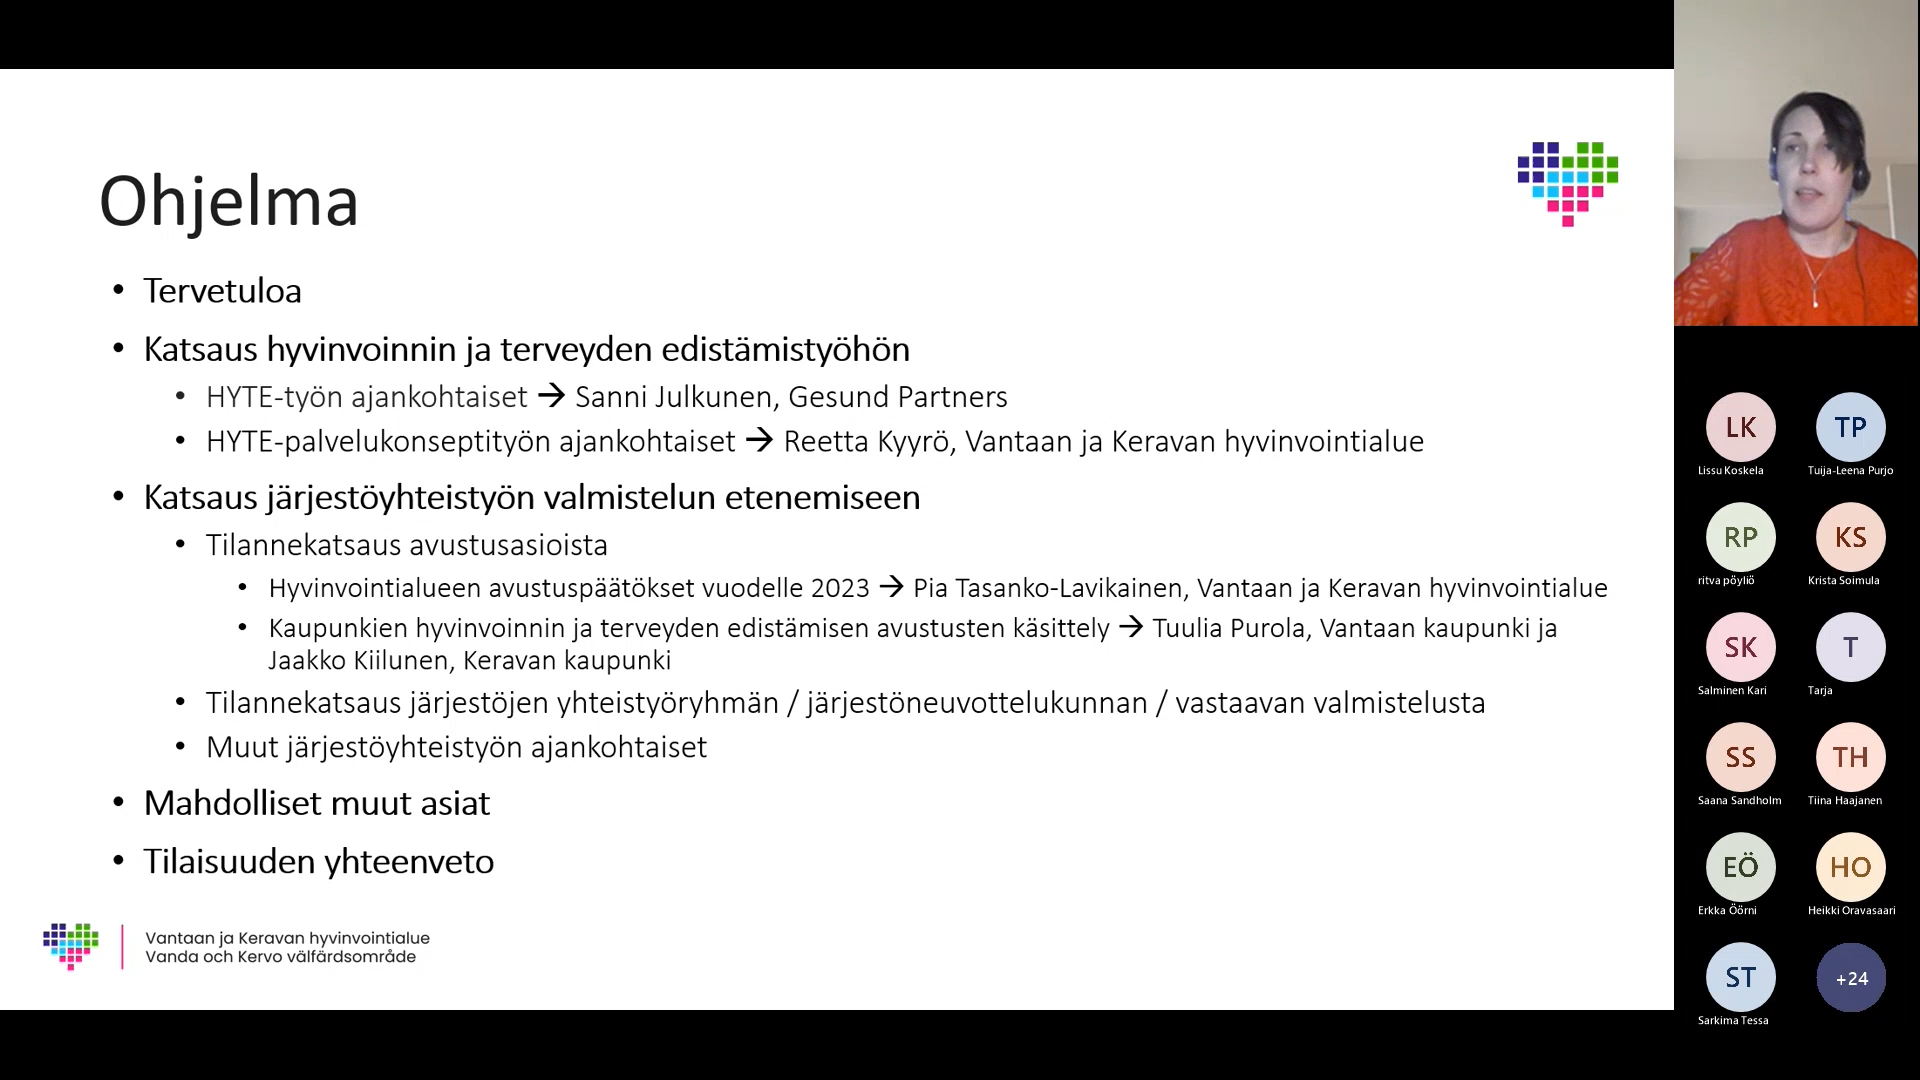 Ohjelma
• Tervetuloa
• Katsaus hyvinvoinnin ja terveyden edistämistyöhön
• HYTE-työn ajankohtaiset → Sanni Julkunen, Gesund Partners
• HYTE-palvelukonseptityön ajankohtaiset → Reetta Kyyrö, Vantaan ja Keravan hyvinvointialue
• Katsaus järjestöyhteistyön valmistelun etenemiseen
• Tilannekatsaus avustusasioista
• Hyvinvointialueen avustuspäätökset vuodelle 2023 → Pia Tasanko-Lavikainen, Vantaan ja Keravan hyvinvointialue
• Kaupunkien hyvinvoinnin ja terveyden edistämisen avustusten käsittely → Tuulia Purola, Vantaan kaupunki ja
Jaakko Kiilunen, Keravan kaupunki
• Tilannekatsaus järjestöjen yhteistyöryhmän / järjestöneuvottelukunnan / vastaavan valmistelusta
• Muut järjestöyhteistyön ajankohtaiset
• Mahdolliset muut asiat
• Tilaisuuden yhteenveto
Vantaan ja Keravan hyvinvointialue
Vanda och Kervo välfärdsområde
LK
Lissu Koskela
TP
Tuija-Leena Purjo
RP
ritva pöyliö
KS
Krista Soimula
SK
Salminen Kari
T
Tarja
SS
Saana Sandholm
TH
Tiina Haajanen
EÖ
Erkka Öörni
HO
Heikki Oravasaari
ST
Sarkima Tessa
+24